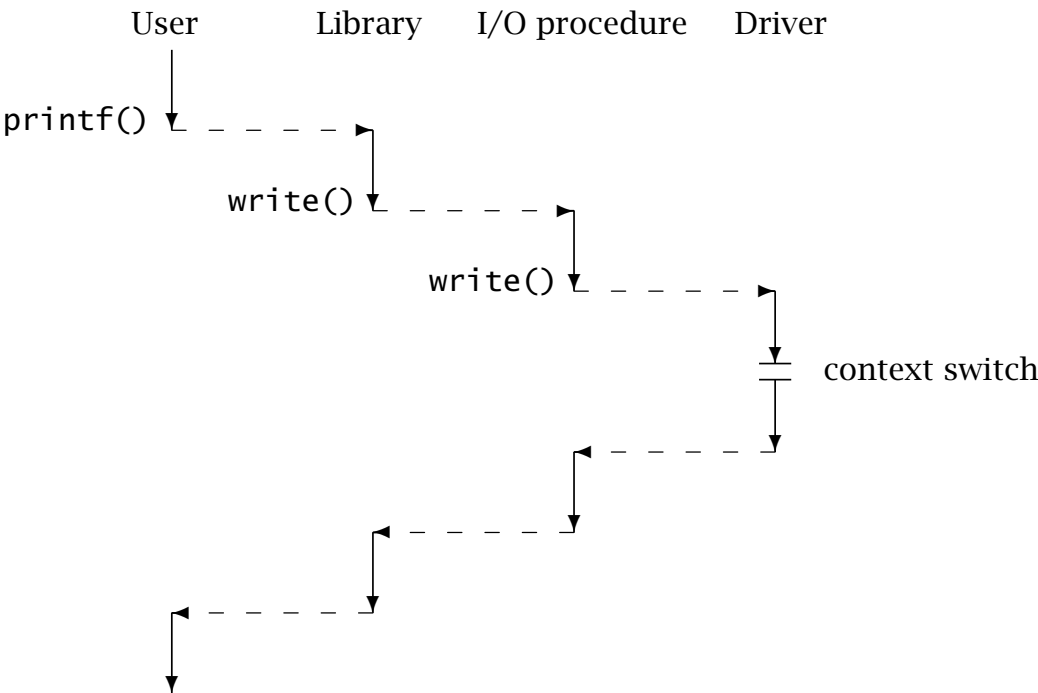 User Library I/O procedure Driver
printf()
write()
write()
context switch